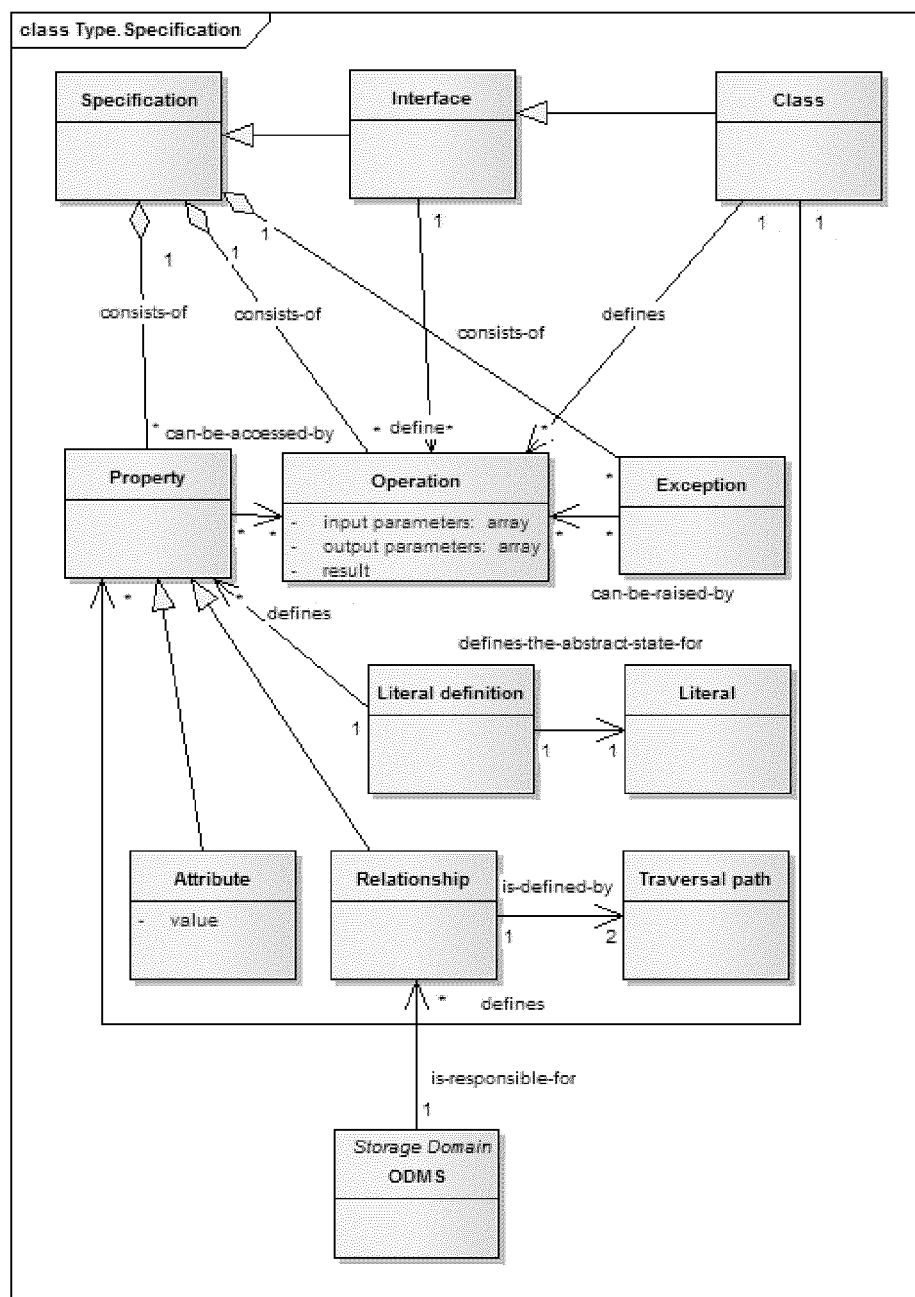 class Type.Specification
Specification
Interface
Class
1
1
1
1
1
1
consists-of
consists-of
consists-of
defines
* can-be-accessed-by
* define*
*
Property
Operation
Exception
*
- input parameters: array
- output parameters: array
- result
*
*
*
*
can-be-raised-by
*
*
defines
defines-the-abstract-state-for
Literal definition
Literal
1
1
1
Attribute
- value
Relationship
is-defined-by
Traversal path
1
2
*
defines
is-responsible-for
1
Storage Domain
ODMS